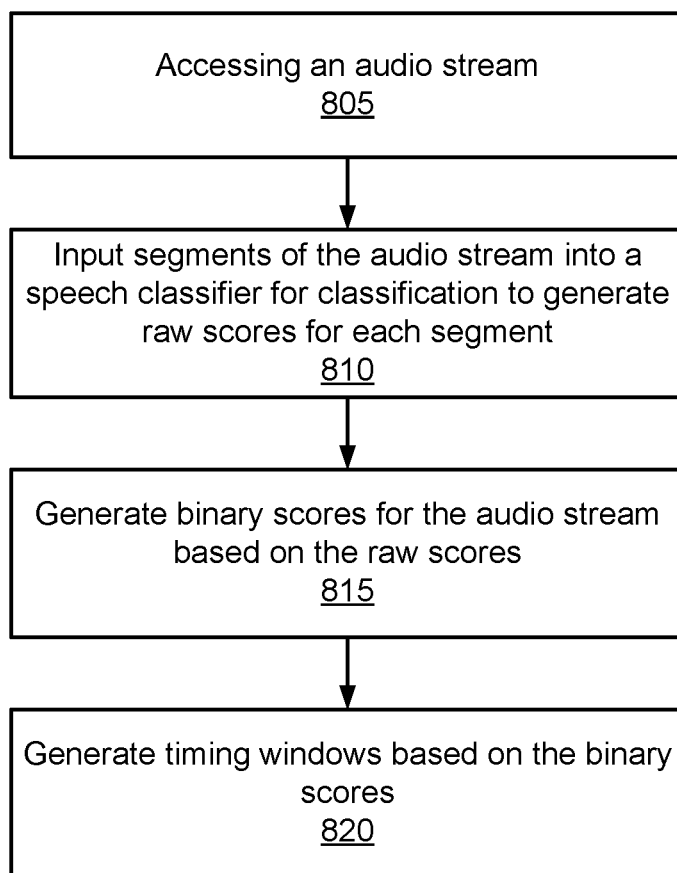 Accessing an audio stream
805
Input segments of the audio stream into a
speech classifier for classification to generate
raw scores for each segment
810
Generate binary scores for the audio stream
based on the raw scores
815
Generate timing windows based on the binary
scores
820